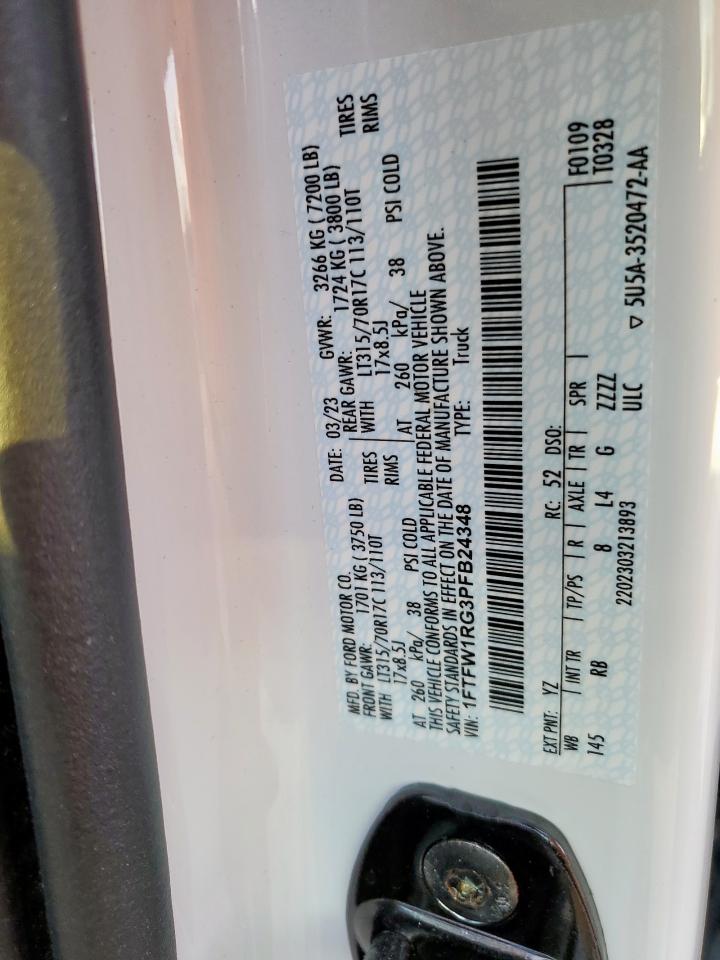 MFD. BY FORD MOTOR CO.
DATE: 03/23 GVWR: 3266 KG ( 7200 LB)
FRONT GAWR: 1701 KG ( 3750 LB) REAR GAWR: 1724 KG ( 3800 LB)
WITH LT315/70R17C 113/110T TIRES WITH LT315/70R17C 113/110T TIRES
17x8.5J RIMS 17x8.5J RIMS
AT 260 kPa/ 38 PSI COLD AT 260 kPa/ 38 PSI COLD
THIS VEHICLE CONFORMS TO ALL APPLICABLE FEDERAL MOTOR VEHICLE
SAFETY STANDARDS IN EFFECT ON THE DATE OF MANUFACTURE SHOWN ABOVE.
VIN: 1FTFW1RG3PFB24348 TYPE: Truck
EXT PNT: YZ RC: 52 DSO:
WB INT TR TP/PS R AXLE TR SPR F0109
145 RB 8 L4 G ZZZZ T0328
2202303213893 ULC
▽ 5U5A-3520472-AA